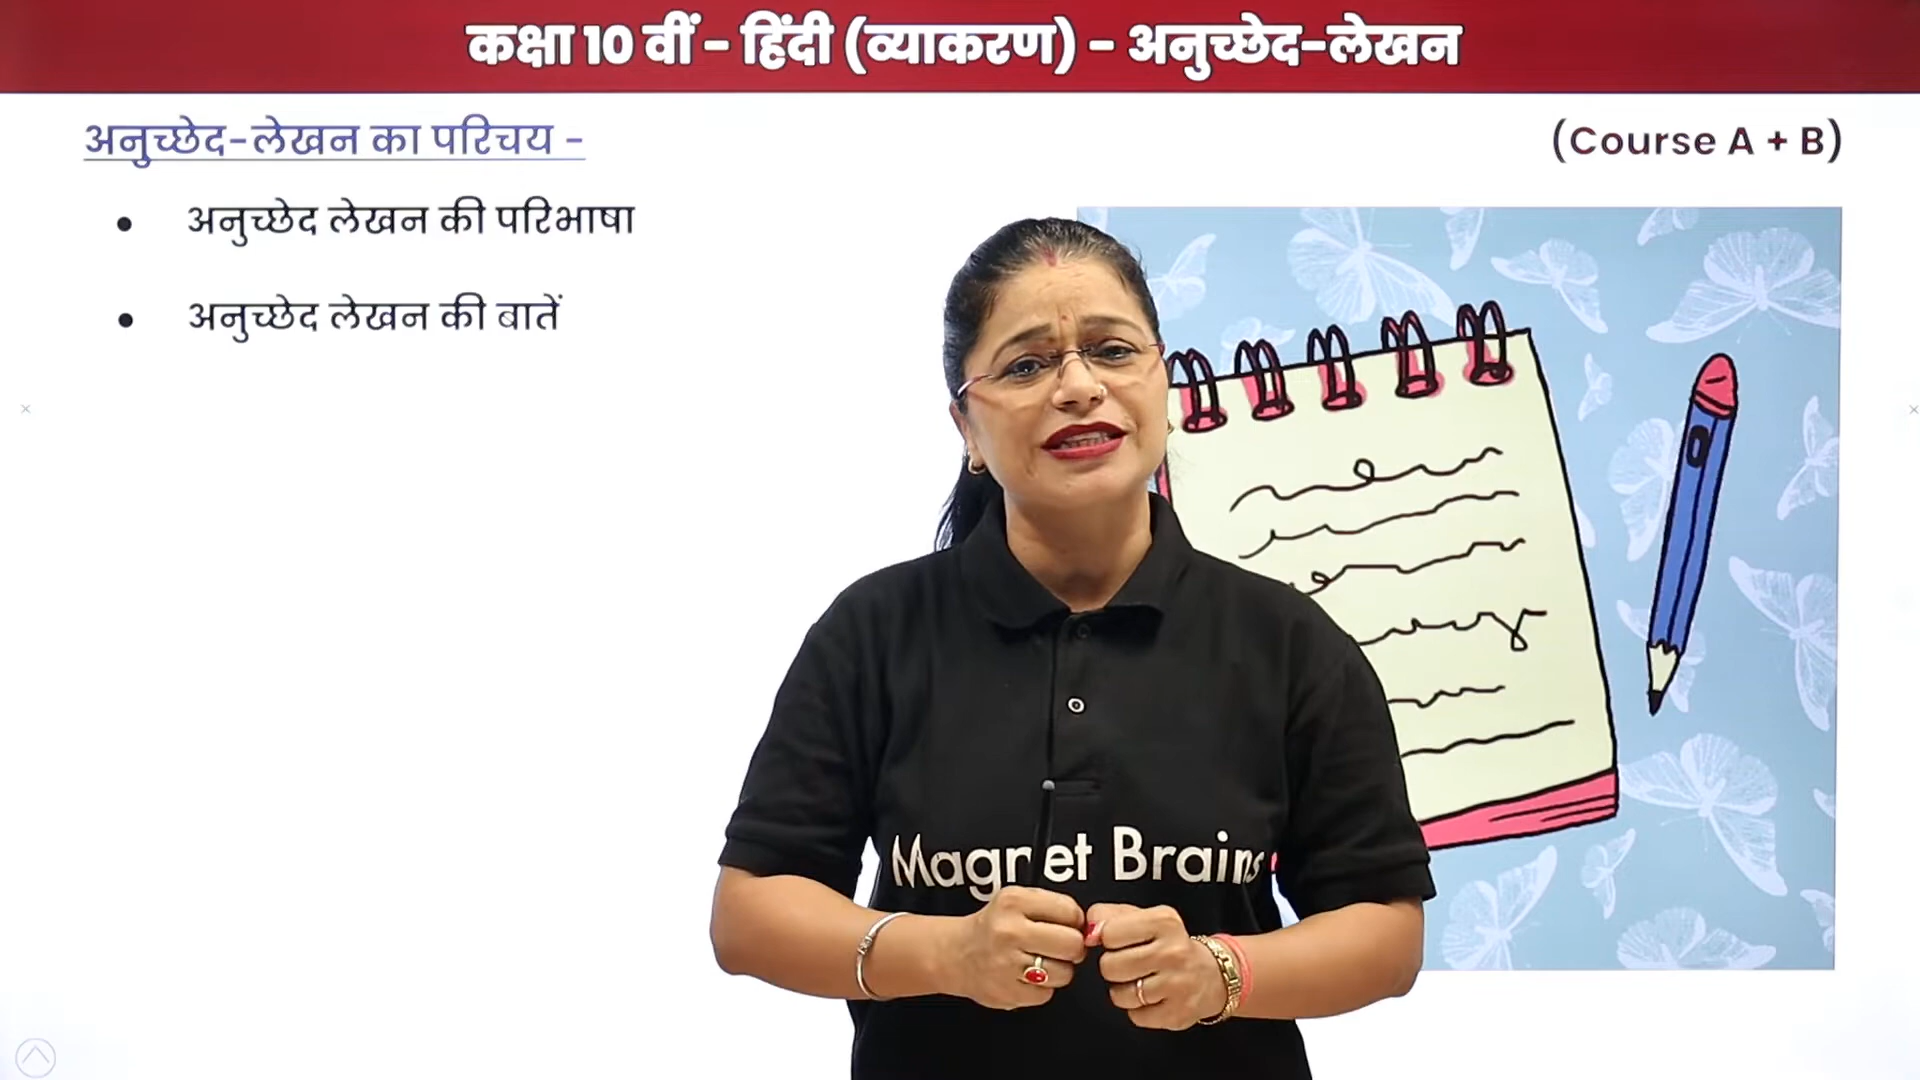 कक्षा 10 वीं - हिंदी (व्याकरण) - अनुच्छेद-लेखन
अनुच्छेद-लेखन का परिचय -
(Course A + B)
• अनुच्छेद लेखन की परिभाषा
• अनुच्छेद लेखन की बातें
Magnet Brains